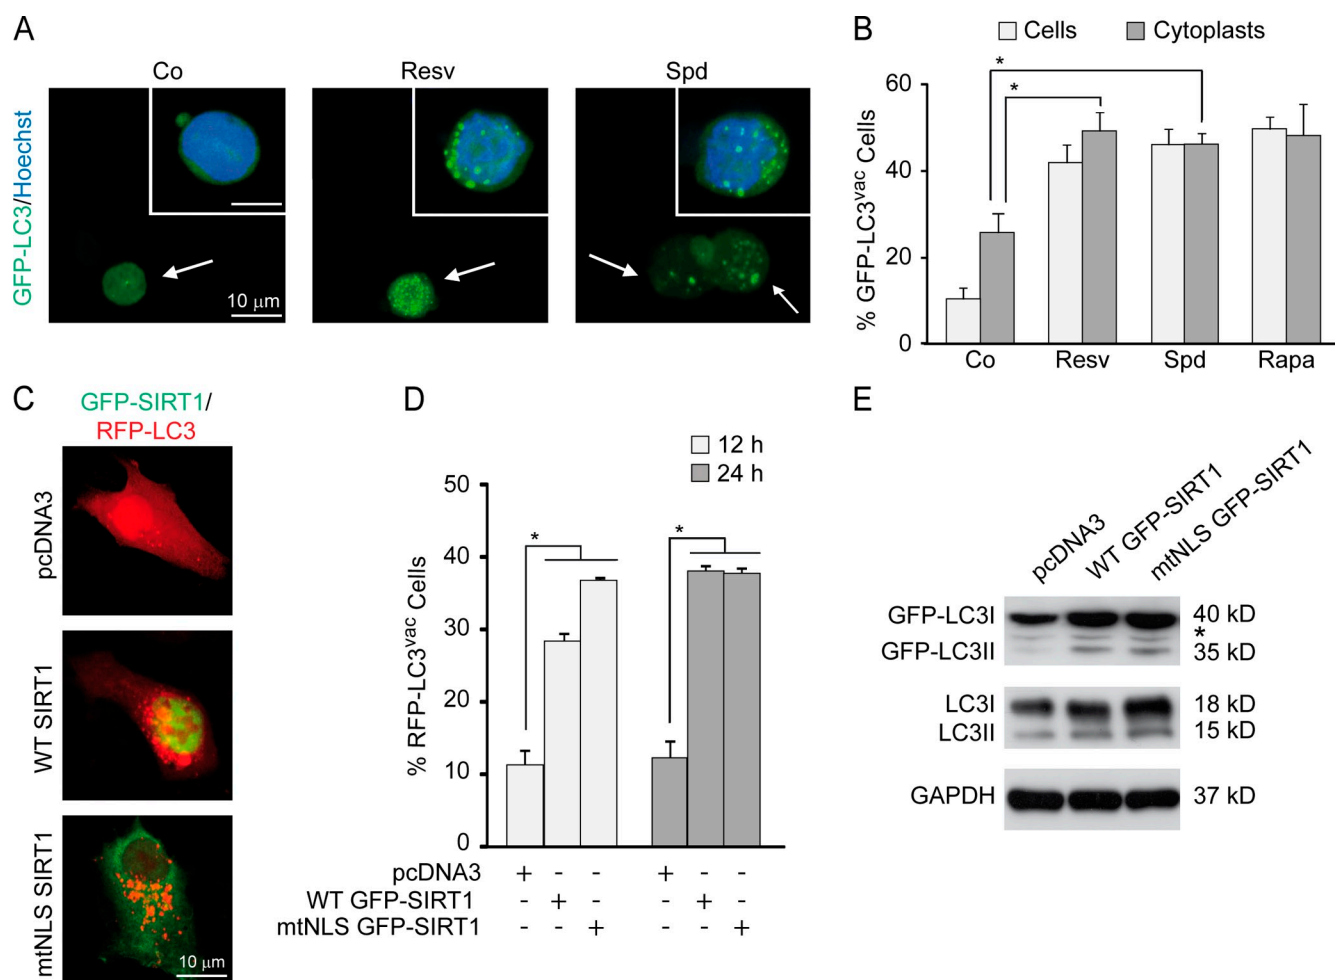 A
Co
Resv
Spd
GFP-LC3/Hoechst
10 μm
B
Cells
Cytoplasts
*
*
% GFP-LC3vac Cells
60
40
20
0
Co
Resv
Spd
Rapa
C
GFP-SIRT1/
RFP-LC3
pcDNA3
WT SIRT1
mtNLS SIRT1
10 μm
D
12 h
24 h
% RFP-LC3vac Cells
50
40
30
20
10
0
*
*
pcDNA3 + - - + - -
WT GFP-SIRT1 - + - - + -
mtNLS GFP-SIRT1 - - + - - +
E
pcDNA3
WT GFP-SIRT1
mtNLS GFP-SIRT1
GFP-LC3I 40 kD
*
GFP-LC3II 35 kD
LC3I 18 kD
LC3II 15 kD
GAPDH 37 kD